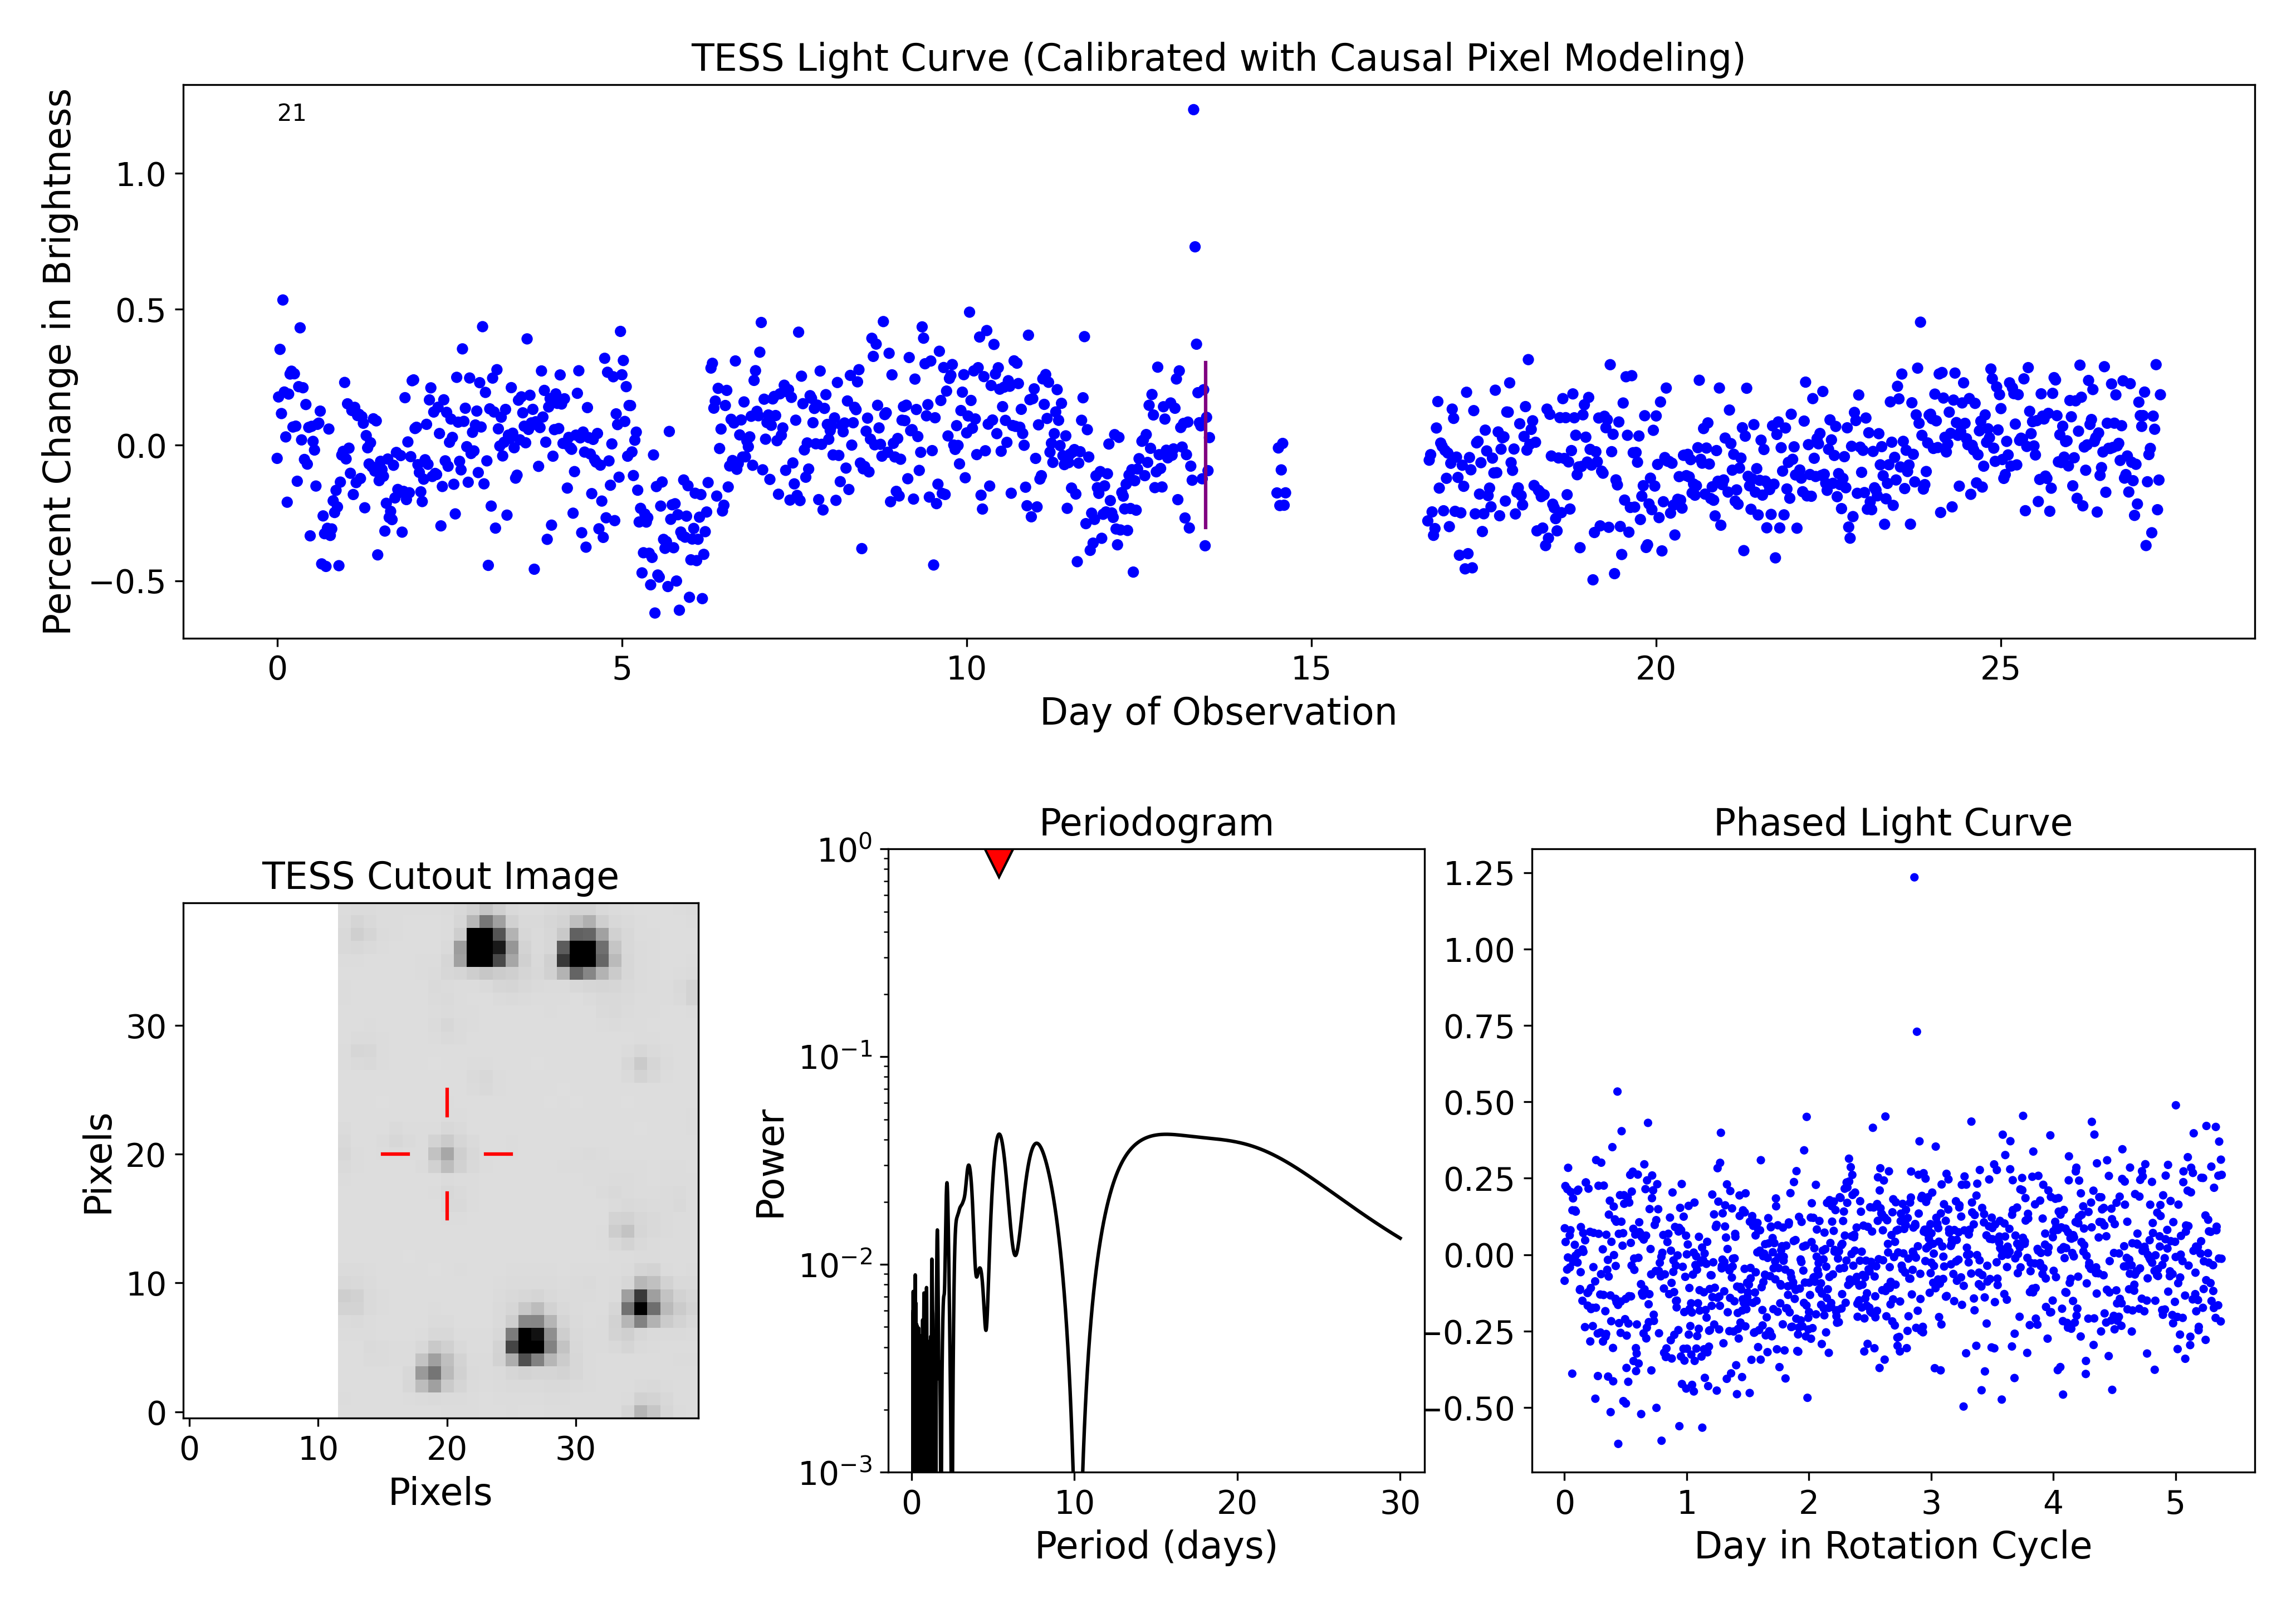 TESS Light Curve (Calibrated with Causal Pixel Modeling)
Percent Change in Brightness
21
1.0
0.5
0.0
−0.5
0 5 10 15 20 25
Day of Observation
TESS Cutout Image
Pixels
30
20
10
0
0 10 20 30
Pixels
Periodogram
Power
10⁰
10⁻¹
10⁻²
10⁻³
0 10 20 30
Period (days)
Phased Light Curve
1.25
1.00
0.75
0.50
0.25
0.00
−0.25
−0.50
0 1 2 3 4 5
Day in Rotation Cycle